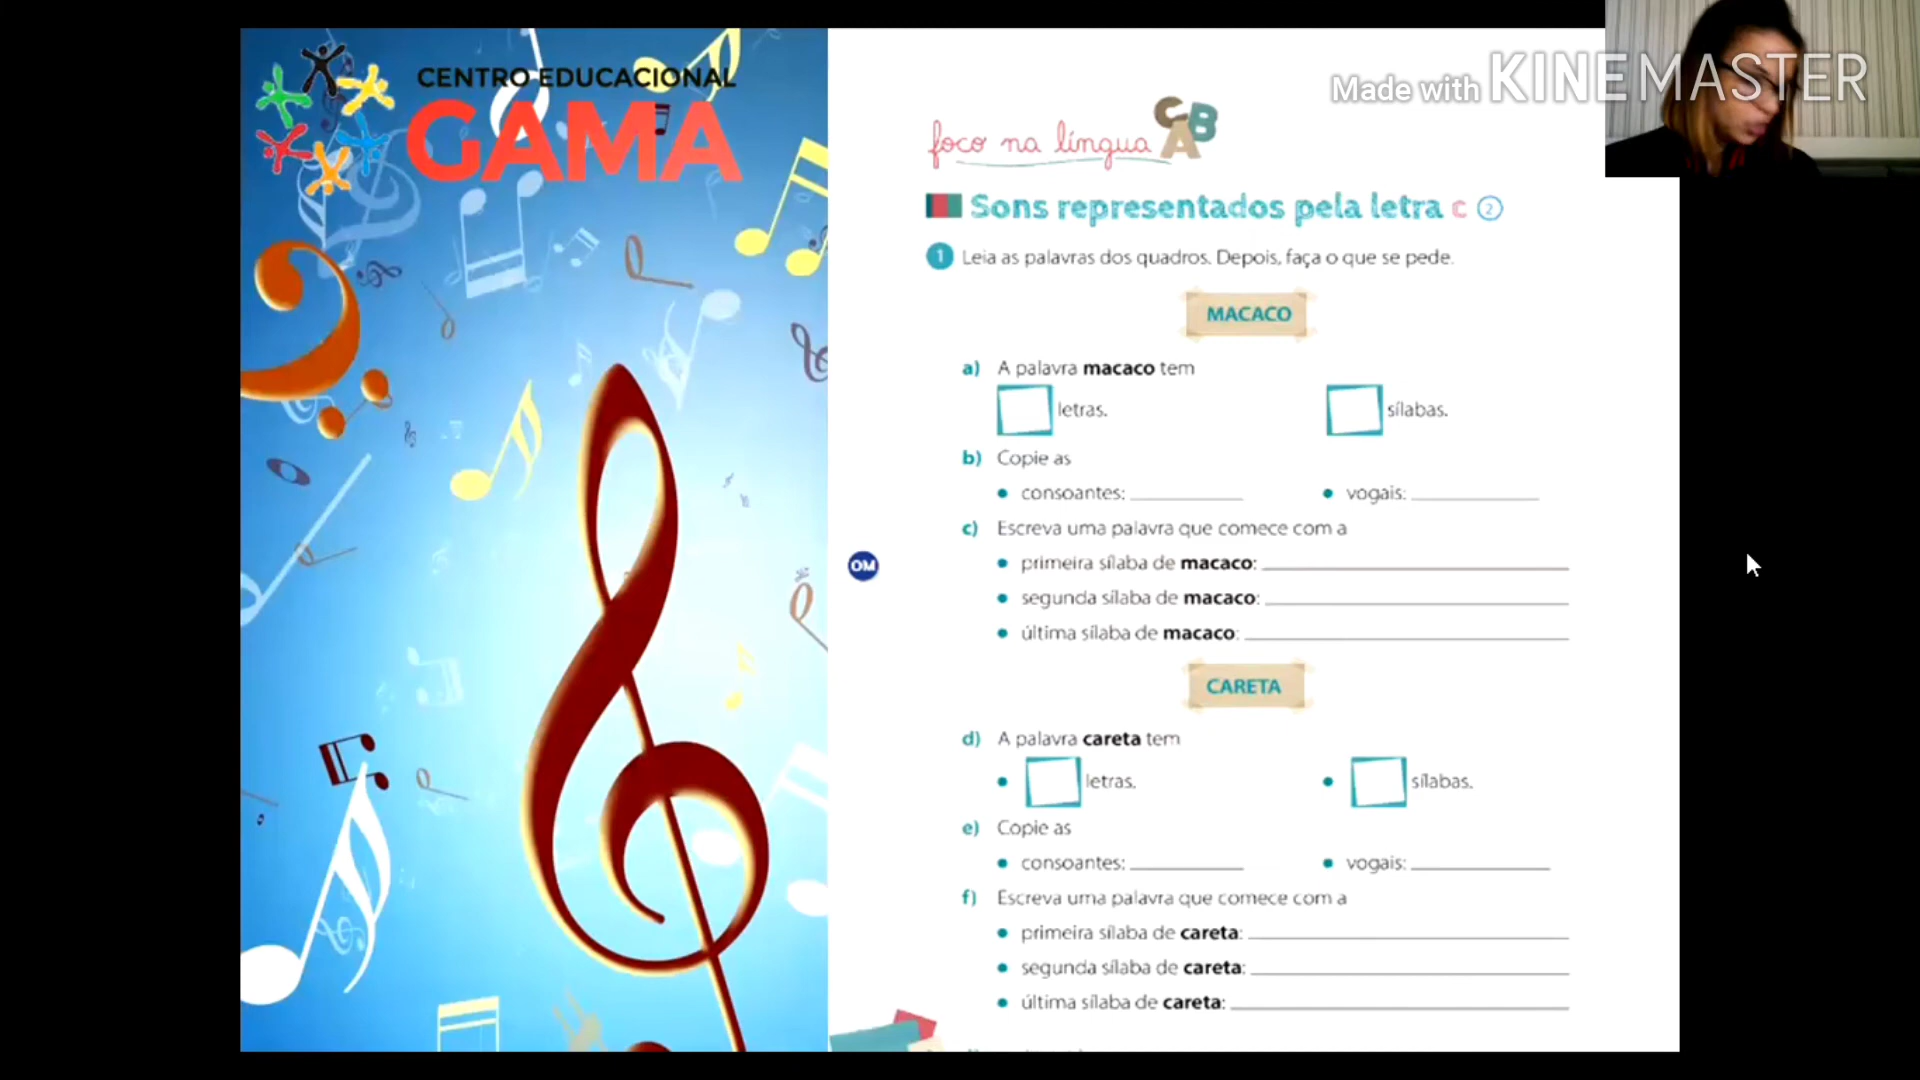 CENTRO EDUCACIONAL
GAMA
Made with KINEMASTER
foco na língua
CAB
Sons representados pela letra c 2
1 Leia as palavras dos quadros. Depois, faça o que se pede.
MACACO
a) A palavra macaco tem
letras. sílabas.
b) Copie as
• consoantes: • vogais:
c) Escreva uma palavra que comece com a
• primeira sílaba de macaco:
OM
• segunda sílaba de macaco:
• última sílaba de macaco:
CARETA
d) A palavra careta tem
• letras. • sílabas.
e) Copie as
• consoantes: • vogais:
f) Escreva uma palavra que comece com a
• primeira sílaba de careta:
• segunda sílaba de careta:
• última sílaba de careta: